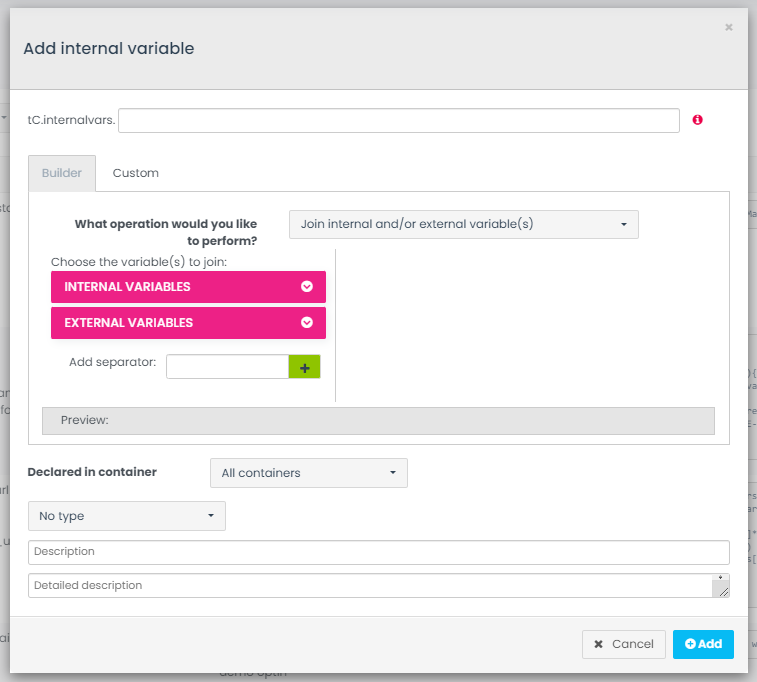 ×
Add internal variable
tC.internalvars.
Builder
Custom
What operation would you like
to perform?
Join internal and/or external variable(s)
Choose the variable(s) to join:
INTERNAL VARIABLES
EXTERNAL VARIABLES
Add separator:
+
Preview:
Declared in container
All containers
No type
Description
Detailed description
Cancel
Add